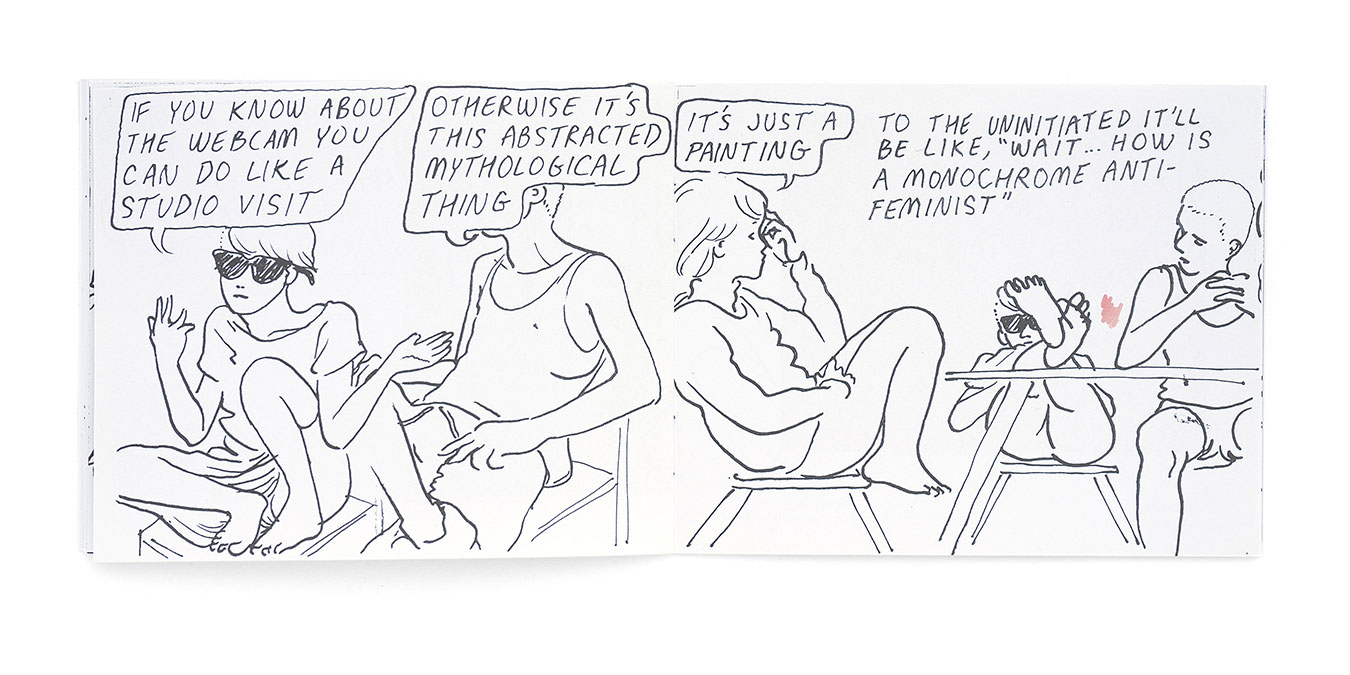 IF YOU KNOW ABOUT
THE WEBCAM YOU
CAN DO LIKE A
STUDIO VISIT
OTHERWISE IT'S
THIS ABSTRACTED
MYTHOLOGICAL
THING
IT'S JUST A
PAINTING
TO THE UNINITIATED IT'LL
BE LIKE, "WAIT... HOW IS
A MONOCHROME ANTI-
FEMINIST"